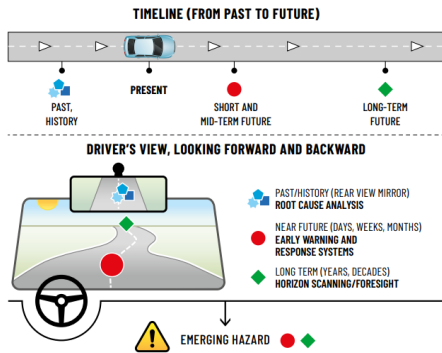 TIMELINE (FROM PAST TO FUTURE)
PAST,
HISTORY
PRESENT
SHORT AND
MID-TERM FUTURE
LONG-TERM
FUTURE
DRIVER'S VIEW, LOOKING FORWARD AND BACKWARD
PAST/HISTORY (REAR VIEW MIRROR)
ROOT CAUSE ANALYSIS
NEAR FUTURE (DAYS, WEEKS, MONTHS)
EARLY WARNING AND
RESPONSE SYSTEMS
LONG TERM (YEARS, DECADES)
HORIZON SCANNING/FORESIGHT
EMERGING HAZARD